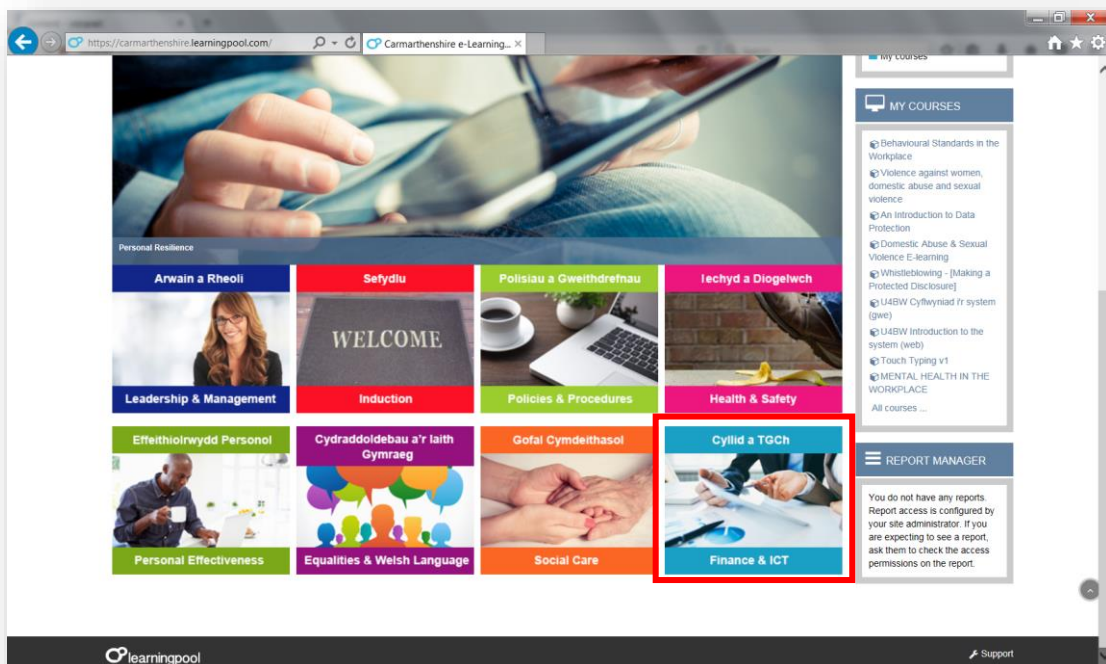 https://carmarthenshire.learningpool.com/
Carmarthenshire e-Learning...
My courses
Personal Resilience
Arwain a Rheoli
WELCOME
Leadership & Management
Sefydlu
Induction
Polisiau a Gweithdrefnau
Policies & Procedures
Iechyd a Diogelwch
Health & Safety
Effeithiolrwydd Personol
Personal Effectiveness
Cydraddoldebau a'r Iaith
Gymraeg
Equalities & Welsh Language
Gofal Cymdeithasol
Social Care
Cyllid a TGCh
Finance & ICT
MY COURSES
Behavioural Standards in the
Workplace
Violence against women,
domestic abuse and sexual
violence
An Introduction to Data
Protection
Domestic Abuse & Sexual
Violence E-learning
Whistleblowing - [Making a
Protected Disclosure]
U4BW Cyflwyniad i'r system
(gwe)
U4BW Introduction to the
system (web)
Touch Typing v1
MENTAL HEALTH IN THE
WORKPLACE
All courses ...
REPORT MANAGER
You do not have any reports.
Report access is configured by
your site administrator. If you
are expecting to see a report,
ask them to check the access
permissions on the report.
learningpool
Support